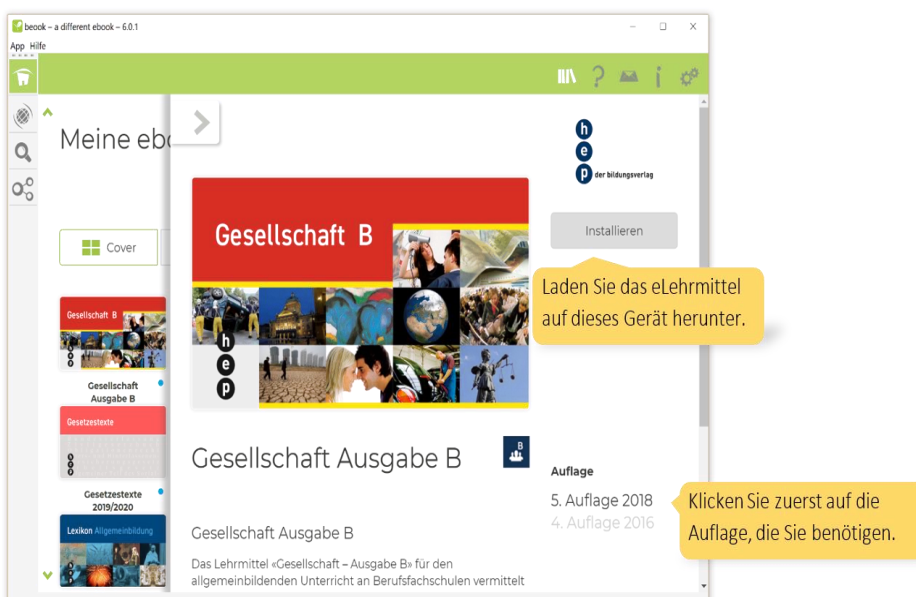 beook – a different ebook – 6.0.1
App Hilfe
Meine ebo
Cover
Gesellschaft B
Gesellschaft
Ausgabe B
Gesetzestexte
Gesetzestexte
2019/2020
Lexikon Allgemeinbildung
Gesellschaft B
h
e
p
Gesellschaft Ausgabe B
B
Gesellschaft Ausgabe B
Das Lehrmittel «Gesellschaft – Ausgabe B» für den
allgemeinbildenden Unterricht an Berufsfachschulen vermittelt
h
e
p der bildungsverlag
Installieren
Laden Sie das eLehrmittel
auf dieses Gerät herunter.
Auflage
5. Auflage 2018
4. Auflage 2016
Klicken Sie zuerst auf die
Auflage, die Sie benötigen.